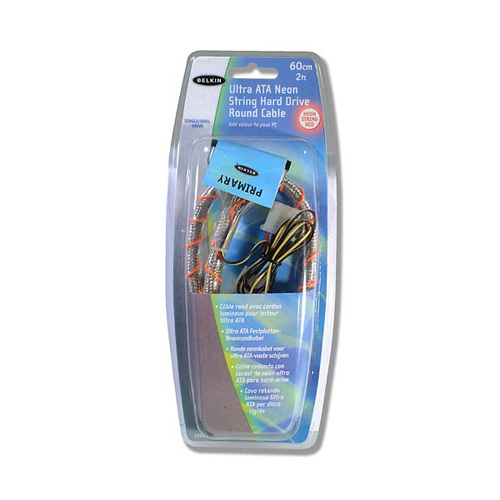 60cm
2ft
BELKIN
Ultra ATA Neon
String Hard Drive
Round Cable
Add colour to your PC
NEON
STRING
RED
BELKIN
PRIMARY
• Câble rond avec cordon
lumineux pour lecteur
Ultra ATA
• Ultra ATA Festplatten-
Neonrundkabel
• Ronde neonkabel voor
ultra ATA-vaste schijven
• Cable redondo con
cordel de neón ultra
ATA para hard-drive
• Cavo rotondo
luminoso Ultra
ATA per disco
rigido